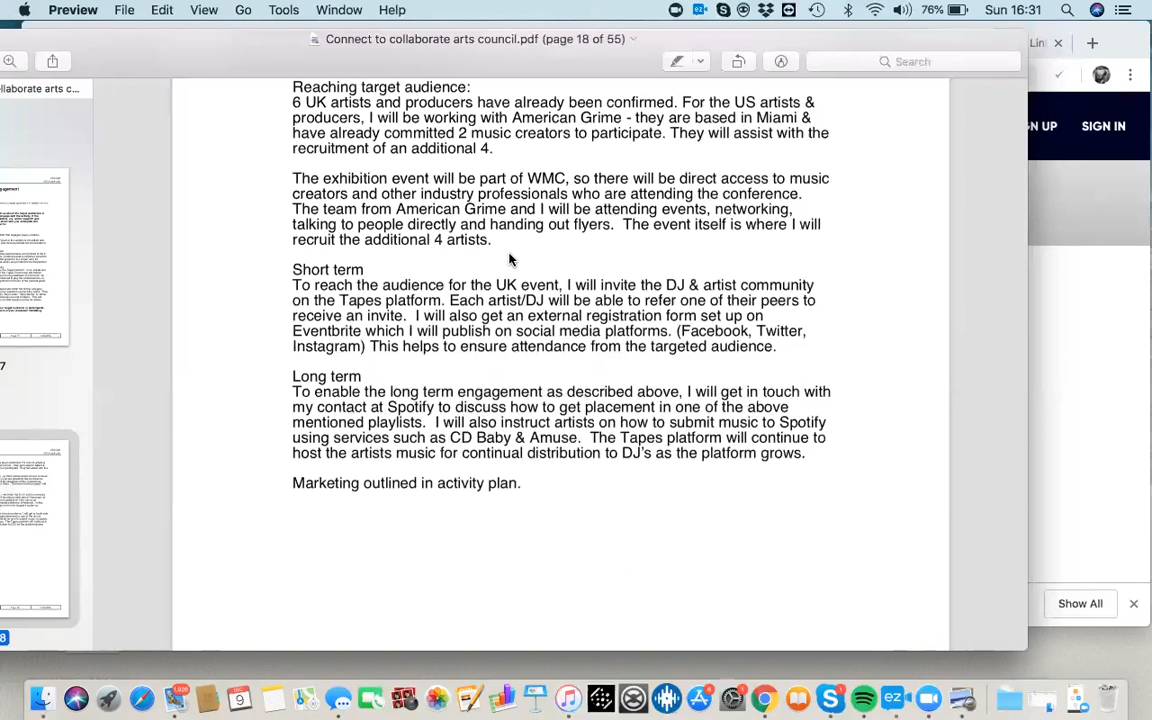 Preview File Edit View Go Tools Window Help 76% Sun 16:31
Connect to collaborate arts council.pdf (page 18 of 55)
Search
ollaborate arts c...
Reaching target audience:
6 UK artists and producers have already been confirmed. For the US artists &
producers, I will be working with American Grime - they are based in Miami &
have already committed 2 music creators to participate. They will assist with the
recruitment of an additional 4.
The exhibition event will be part of WMC, so there will be direct access to music
creators and other industry professionals who are attending the conference.
The team from American Grime and I will be attending events, networking,
talking to people directly and handing out flyers. The event itself is where I will
recruit the additional 4 artists.
Short term
To reach the audience for the UK event, I will invite the DJ & artist community
on the Tapes platform. Each artist/DJ will be able to refer one of their peers to
receive an invite. I will also get an external registration form set up on
Eventbrite which I will publish on social media platforms. (Facebook, Twitter,
Instagram) This helps to ensure attendance from the targeted audience.
Long term
To enable the long term engagement as described above, I will get in touch with
my contact at Spotify to discuss how to get placement in one of the above
mentioned playlists. I will also instruct artists on how to submit music to Spotify
using services such as CD Baby & Amuse. The Tapes platform will continue to
host the artists music for continual distribution to DJ's as the platform grows.
Marketing outlined in activity plan.
7
8
Lin
N UP SIGN IN
Show All
9